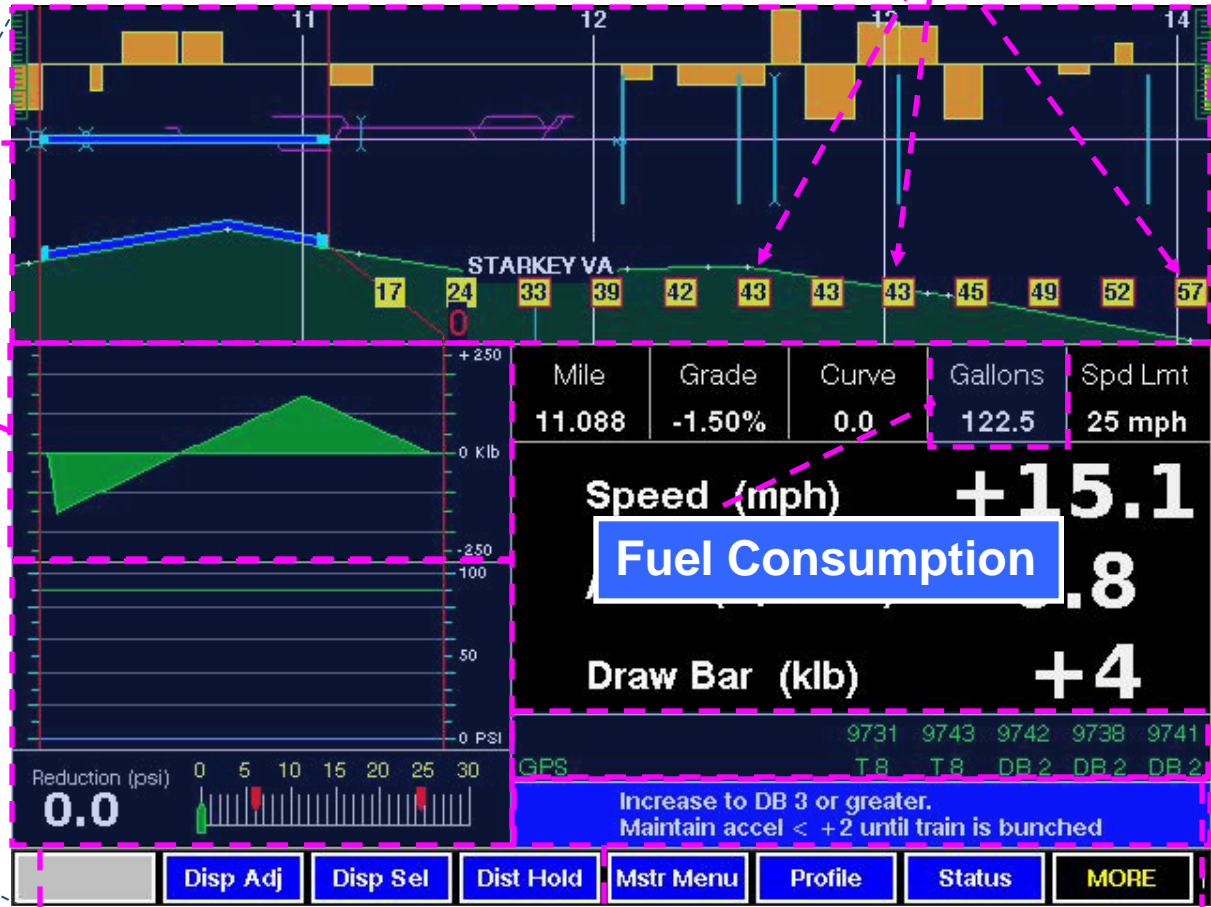 11 12 13 14
STARKEY VA
17 24 33 39 42 43 43 43 45 49 52 57
0
+250
0 Klb
-250
100
50
0 PSI
Mile Grade Curve Gallons Spd Lmt
11.088 -1.50% 0.0 122.5 25 mph
Speed (mph) +15.1
Fuel Consumption
.8
Draw Bar (klb) +4
9731 9743 9742 9738 9741
GPS T 8 T 8 DB 2 DB 2 DB 2
Reduction (psi) 0 5 10 15 20 25 30
0.0
Increase to DB 3 or greater.
Maintain accel < +2 until train is bunched
Disp Adj Disp Sel Dist Hold Mstr Menu Profile Status MORE